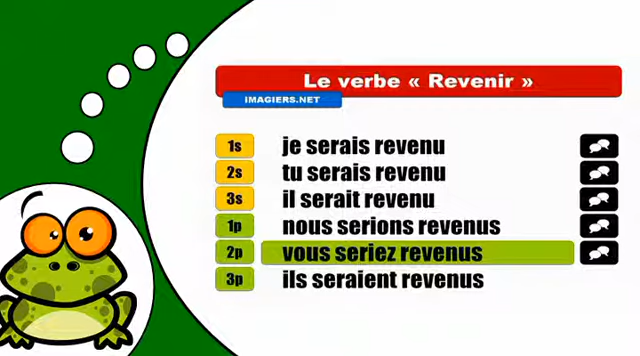 Le verbe « Revenir »
IMAGIERS.NET
1s je serais revenu
2s tu serais revenu
3s il serait revenu
1p nous serions revenus
2p vous seriez revenus
3p ils seraient revenus